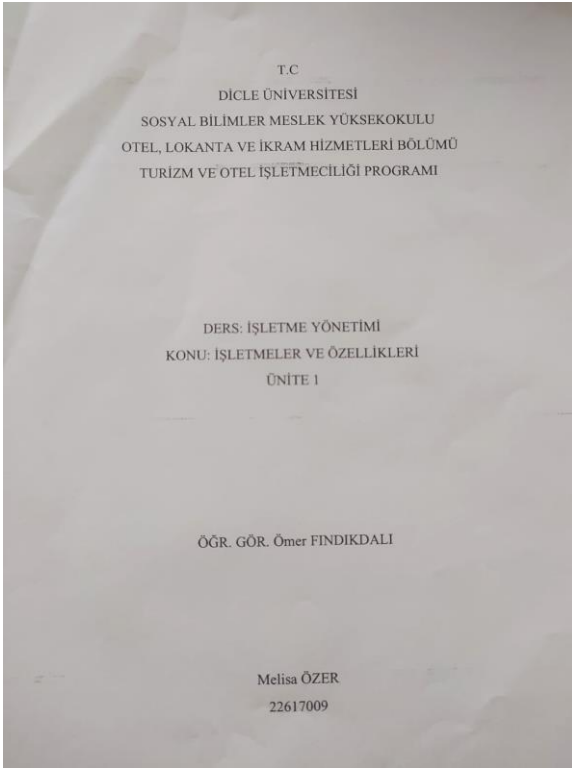 T.C
DİCLE ÜNİVERSİTESİ
SOSYAL BİLİMLER MESLEK YÜKSEKOKULU
OTEL, LOKANTA VE İKRAM HİZMETLERİ BÖLÜMÜ
TURİZM VE OTEL İŞLETMECİLİĞİ PROGRAMI
DERS: İŞLETME YÖNETİMİ
KONU: İŞLETMELER VE ÖZELLİKLERİ
ÜNİTE 1
ÖĞR. GÖR. Ömer FINDIKDALI
Melisa ÖZER
22617009